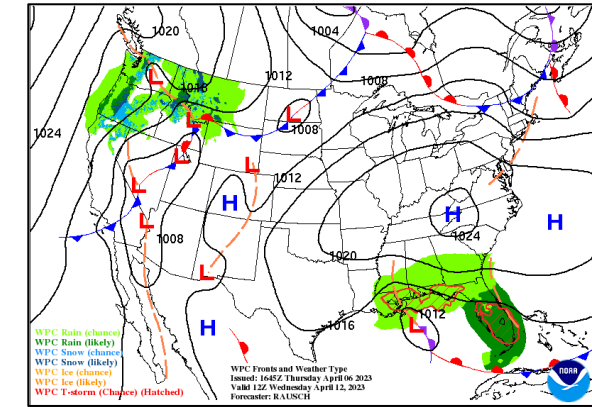 1020
1004
1012
1008
1016
1024
1008
L
L
L
L
L
1012
L
H
H
H
L
L
1008
1024
L
1020
1016
1012
L
H
WPC Rain (chance)
WPC Rain (likely)
WPC Snow (chance)
WPC Snow (likely)
WPC Ice (chance)
WPC Ice (likely)
WPC T-storm (Chance) (Hatched)
WPC Fronts and Weather Type
Issued: 1645Z Thursday April 06 2023
Valid 12Z Wednesday April 12, 2023
Forecaster: RAUSCH
NOAA